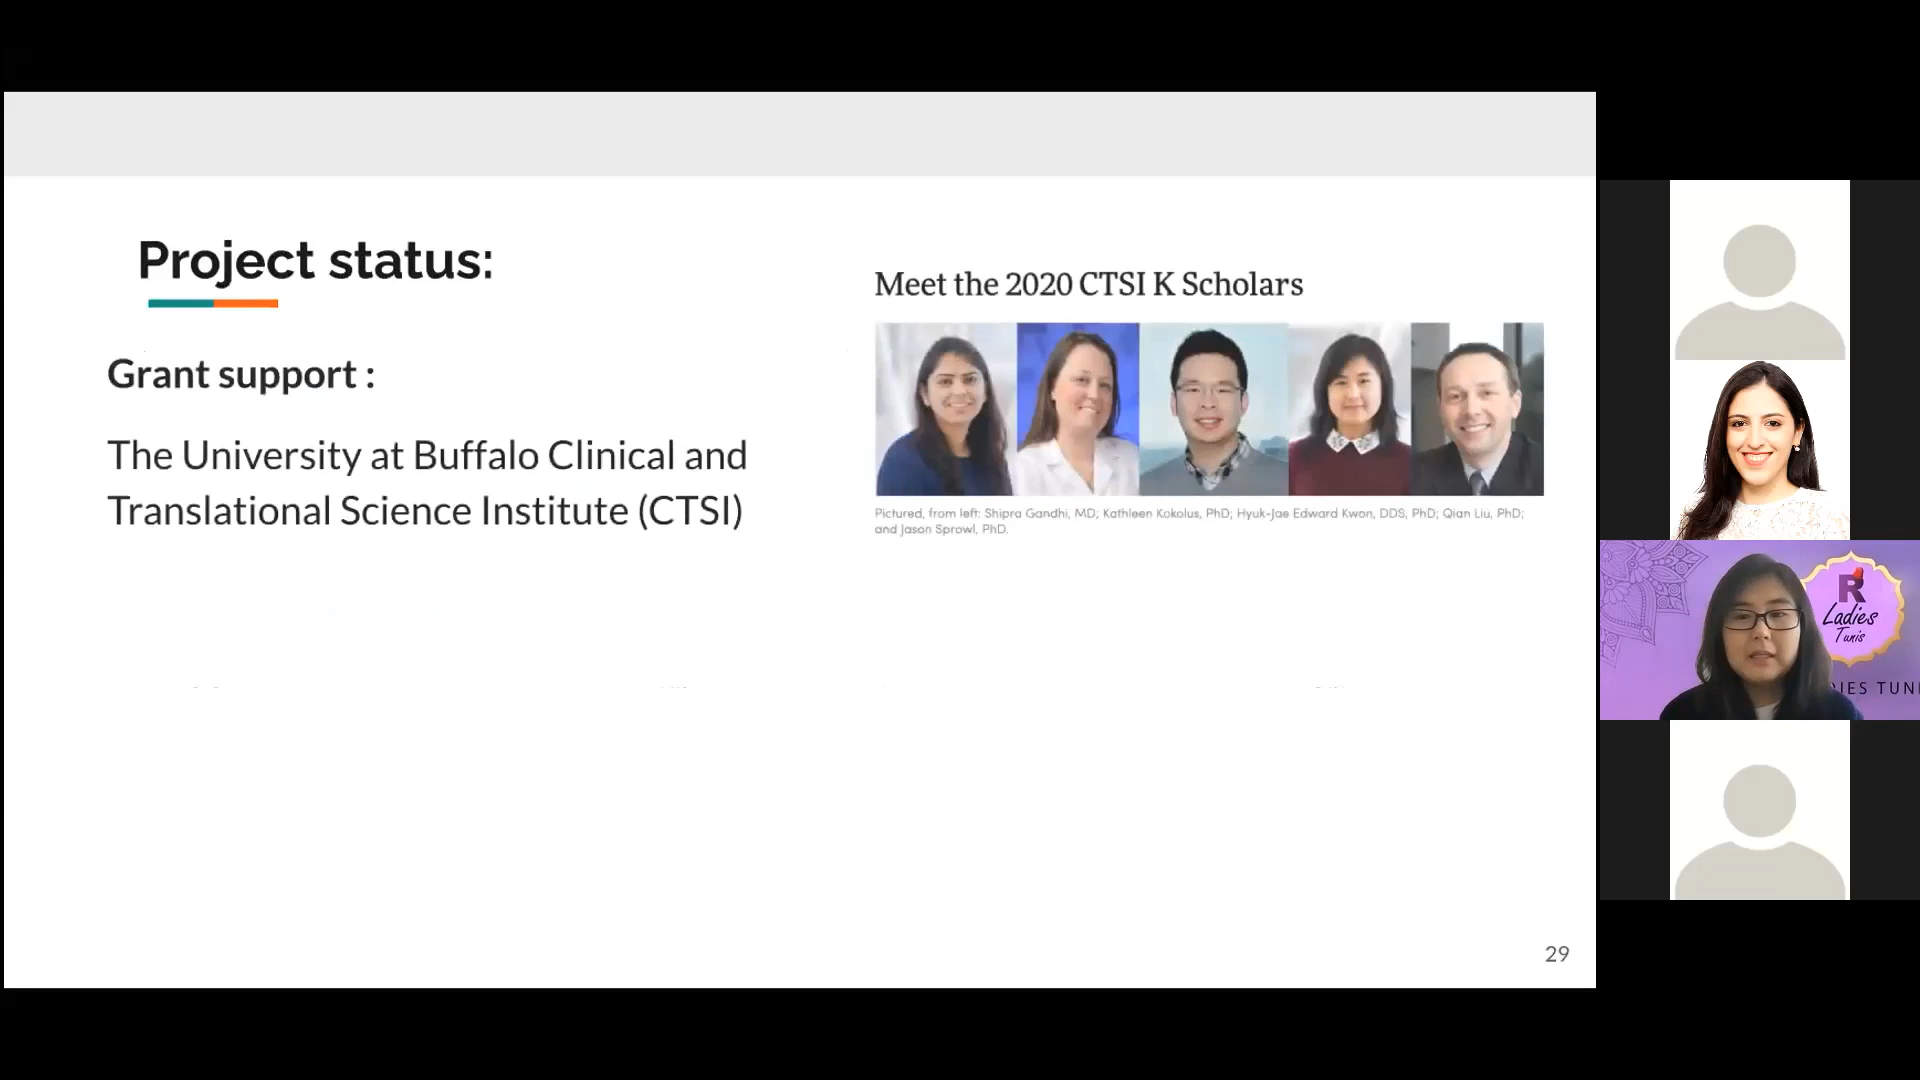 Project status:
Grant support :
The University at Buffalo Clinical and
Translational Science Institute (CTSI)
Meet the 2020 CTSI K Scholars
Pictured, from left: Shipra Gandhi, MD; Kathleen Kokolus, PhD; Hyuk-Jae Edward Kwon, DDS, PhD; Qian Liu, PhD;
and Jason Sprowl, PhD.
29
R
Ladies
Tunis
DIES TUNI